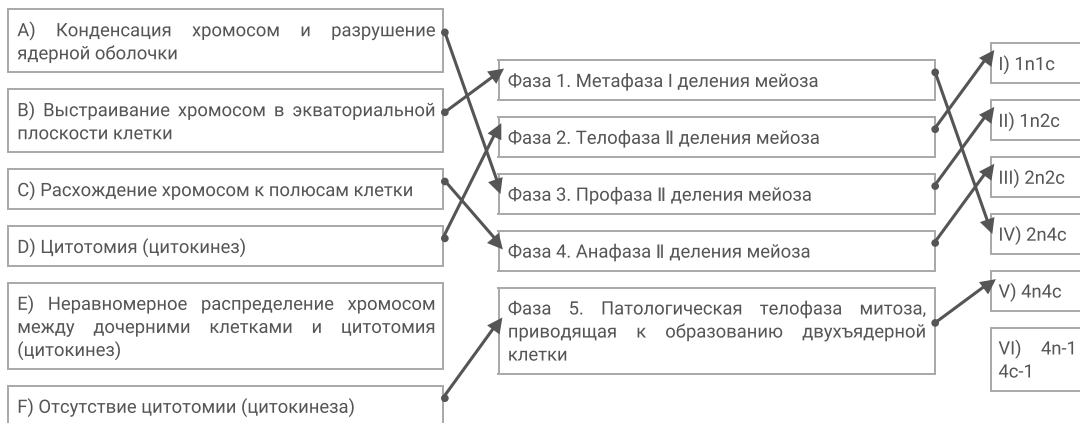 А) Конденсация хромосом и разрушение
ядерной оболочки
В) Выстраивание хромосом в экваториальной
плоскости клетки
С) Расхождение хромосом к полюсам клетки
D) Цитотомия (цитокинез)
Е) Неравномерное распределение хромосом
между дочерними клетками и цитотомия
(цитокинез)
F) Отсутствие цитотомии (цитокинеза)
Фаза 1. Метафаза I деления мейоза
Фаза 2. Телофаза II деления мейоза
Фаза 3. Профаза II деления мейоза
Фаза 4. Анафаза II деления мейоза
Фаза 5. Патологическая телофаза митоза,
приводящая к образованию двухъядерной
клетки
I) 1n1c
II) 1n2c
III) 2n2c
IV) 2n4c
V) 4n4c
VI) 4n-1
4c-1